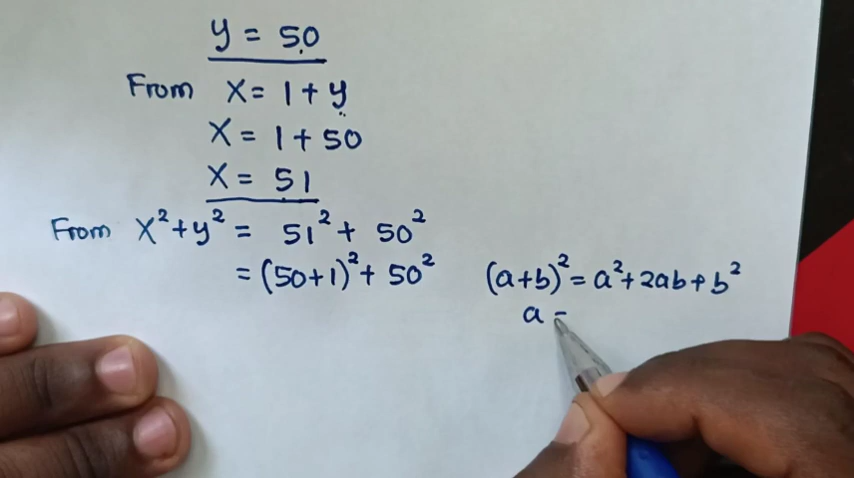 y = 50
From x = 1 + y
x = 1 + 50
x = 51
From x² + y² = 51² + 50²
= (50+1)² + 50²
(a+b)² = a² + 2ab + b²
a =